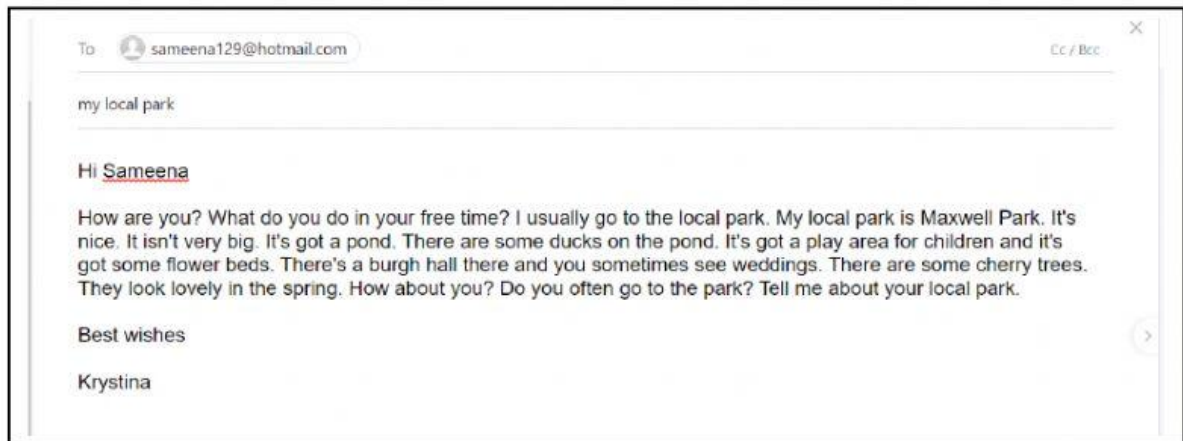 To sameena129@hotmail.com Cc / Bcc
my local park
Hi Sameena
How are you? What do you do in your free time? I usually go to the local park. My local park is Maxwell Park. It's
nice. It isn't very big. It's got a pond. There are some ducks on the pond. It's got a play area for children and it's
got some flower beds. There's a burgh hall there and you sometimes see weddings. There are some cherry trees.
They look lovely in the spring. How about you? Do you often go to the park? Tell me about your local park.
Best wishes
Krystina